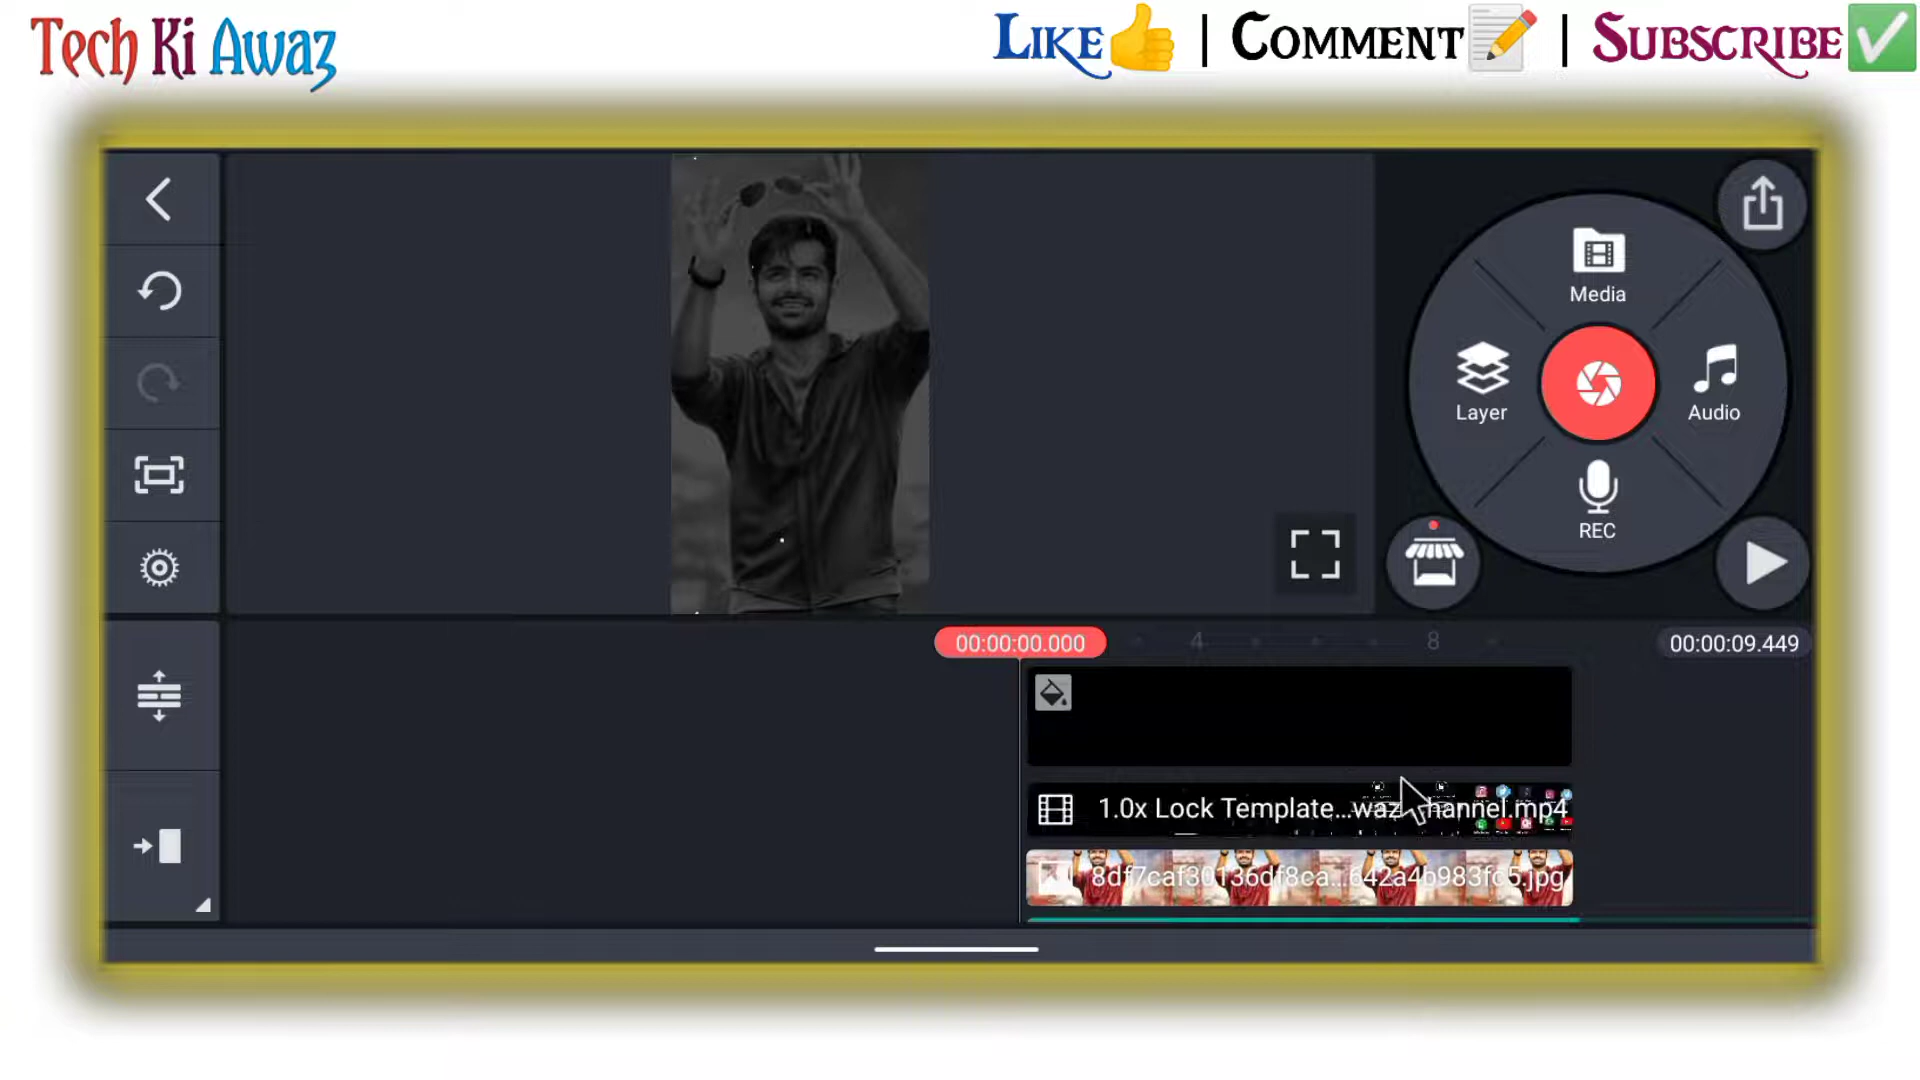 Tech Ki Awaz
Like👍 | Comment📝 | Subscribe✅
Media
Layer
Audio
REC
00:00:00.000
4
8
00:00:09.449
1.0x Lock Template...waz Channel.mp4
8df7caf30136df8ca...642a4b983fc5.jpg